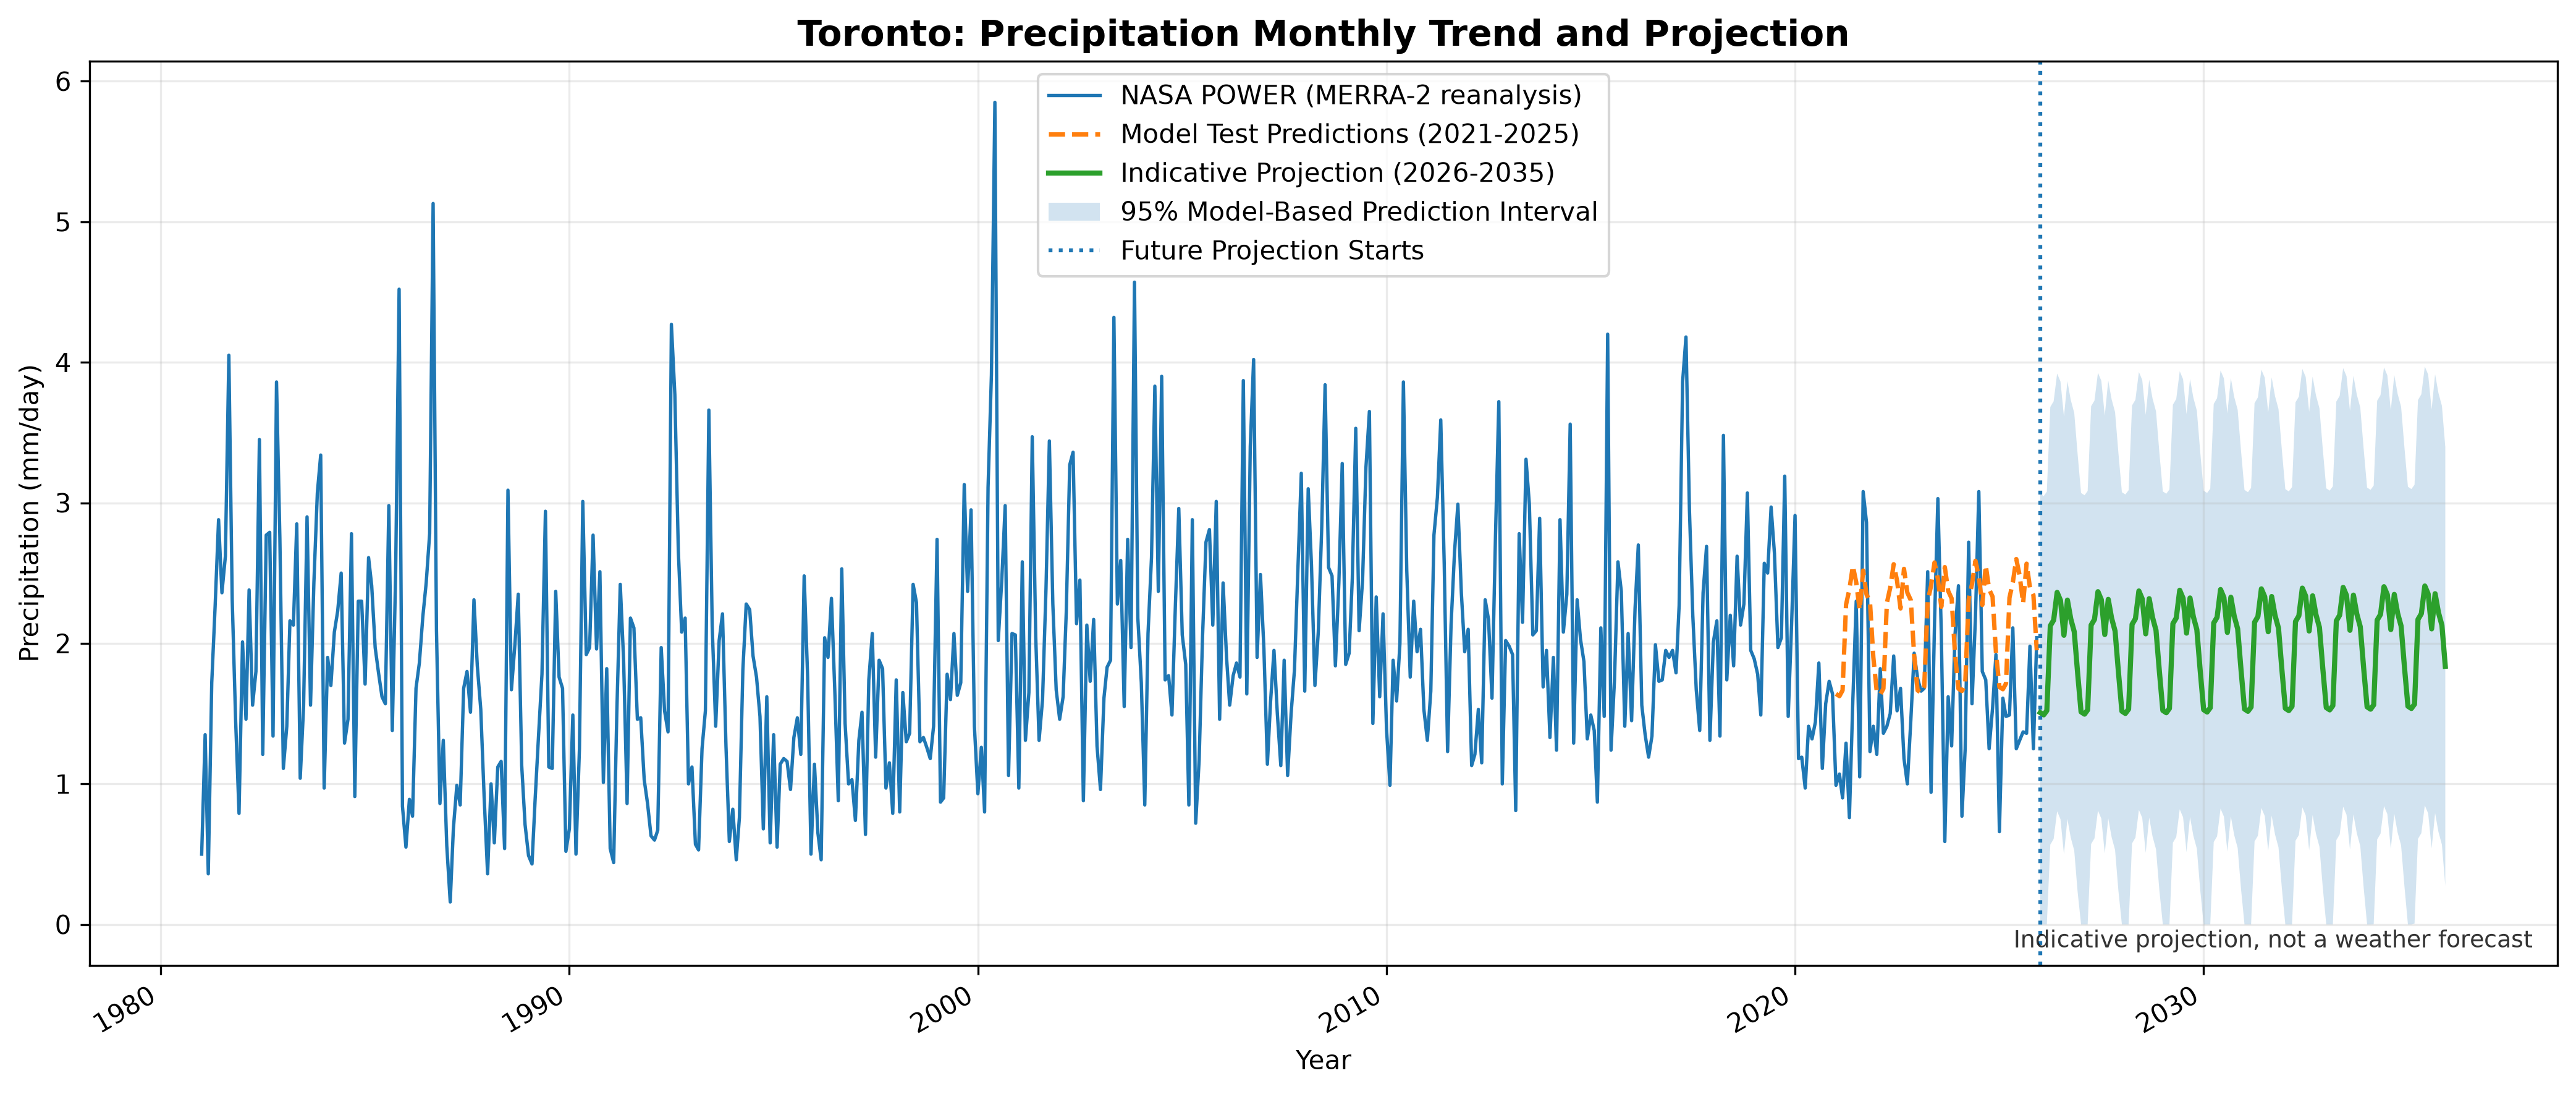 Toronto: Precipitation Monthly Trend and Projection
NASA POWER (MERRA-2 reanalysis)
Model Test Predictions (2021-2025)
Indicative Projection (2026-2035)
95% Model-Based Prediction Interval
Future Projection Starts
Precipitation (mm/day)
6
5
4
3
2
1
0
Indicative projection, not a weather forecast
1980
1990
2000
2010
2020
2030
Year